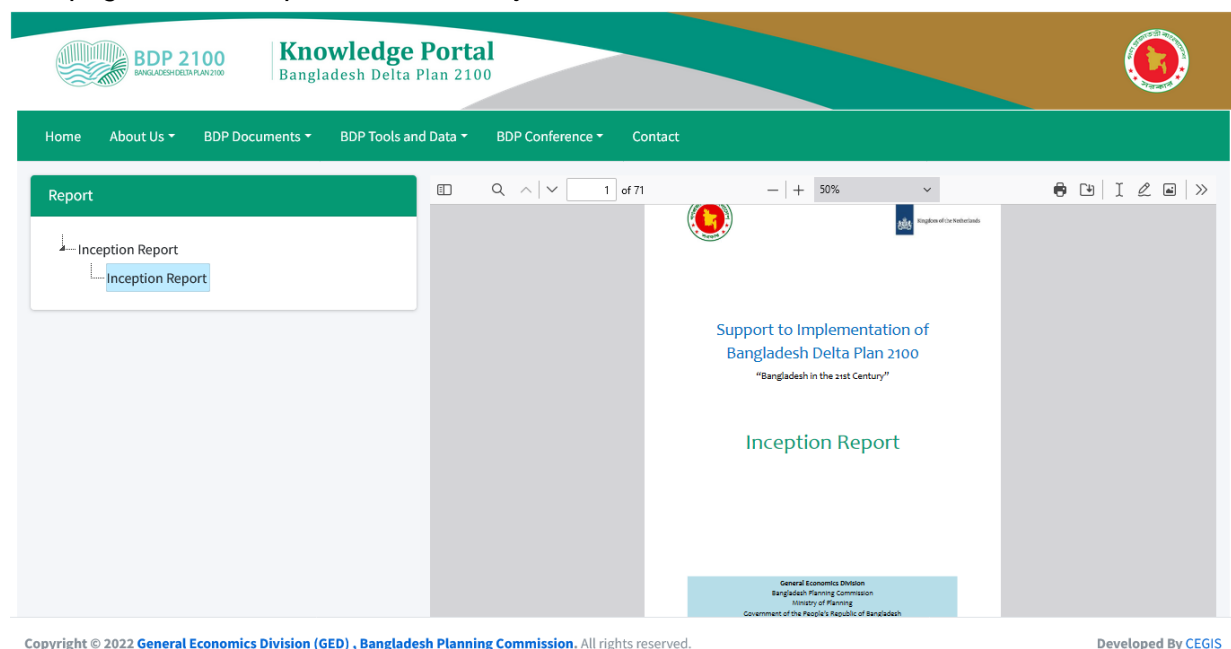 BDP 2100
BANGLADESH DELTA PLAN 2100
Knowledge Portal
Bangladesh Delta Plan 2100
Home About Us BDP Documents BDP Tools and Data BDP Conference Contact
Report
Inception Report
Inception Report
1 of 71
50%
Kingdom of the Netherlands
Support to Implementation of
Bangladesh Delta Plan 2100
“Bangladesh in the 21st Century”
Inception Report
General Economics Division
Bangladesh Planning Commission
Ministry of Planning
Government of the People's Republic of Bangladesh
Copyright © 2022 General Economics Division (GED) , Bangladesh Planning Commission. All rights reserved.
Developed By CEGIS